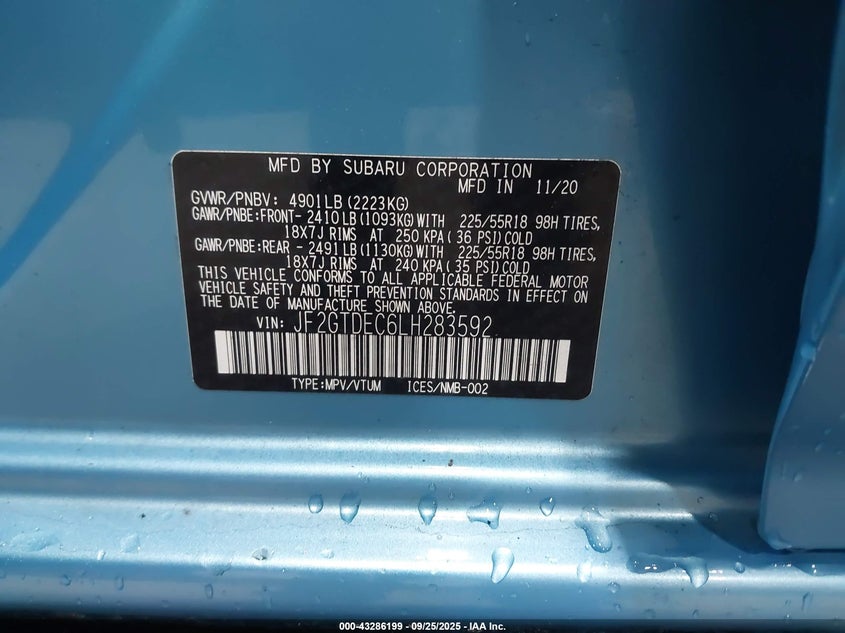 MFD BY SUBARU CORPORATION
MFD IN 11/20
GVWR/PNBV: 4901LB(2223KG)
GAWR/PNBE:FRONT- 2410LB(1093KG)WITH 225/55R18 98H TIRES,
18X7J RIMS AT 250 KPA( 36 PSI)COLD
GAWR/PNBE:REAR - 2491LB(1130KG)WITH 225/55R18 98H TIRES,
18X7J RIMS AT 240 KPA( 35 PSI)COLD
THIS VEHICLE CONFORMS TO ALL APPLICABLE FEDERAL MOTOR
VEHICLE SAFETY AND THEFT PREVENTION STANDARDS IN EFFECT ON
THE DATE OF MANUFACTURE SHOWN ABOVE.
VIN: JF2GTDEC6LH283592
TYPE:MPV/VTUM ICES/NMB-002
000-43286199 - 09/25/2025 - IAA Inc.